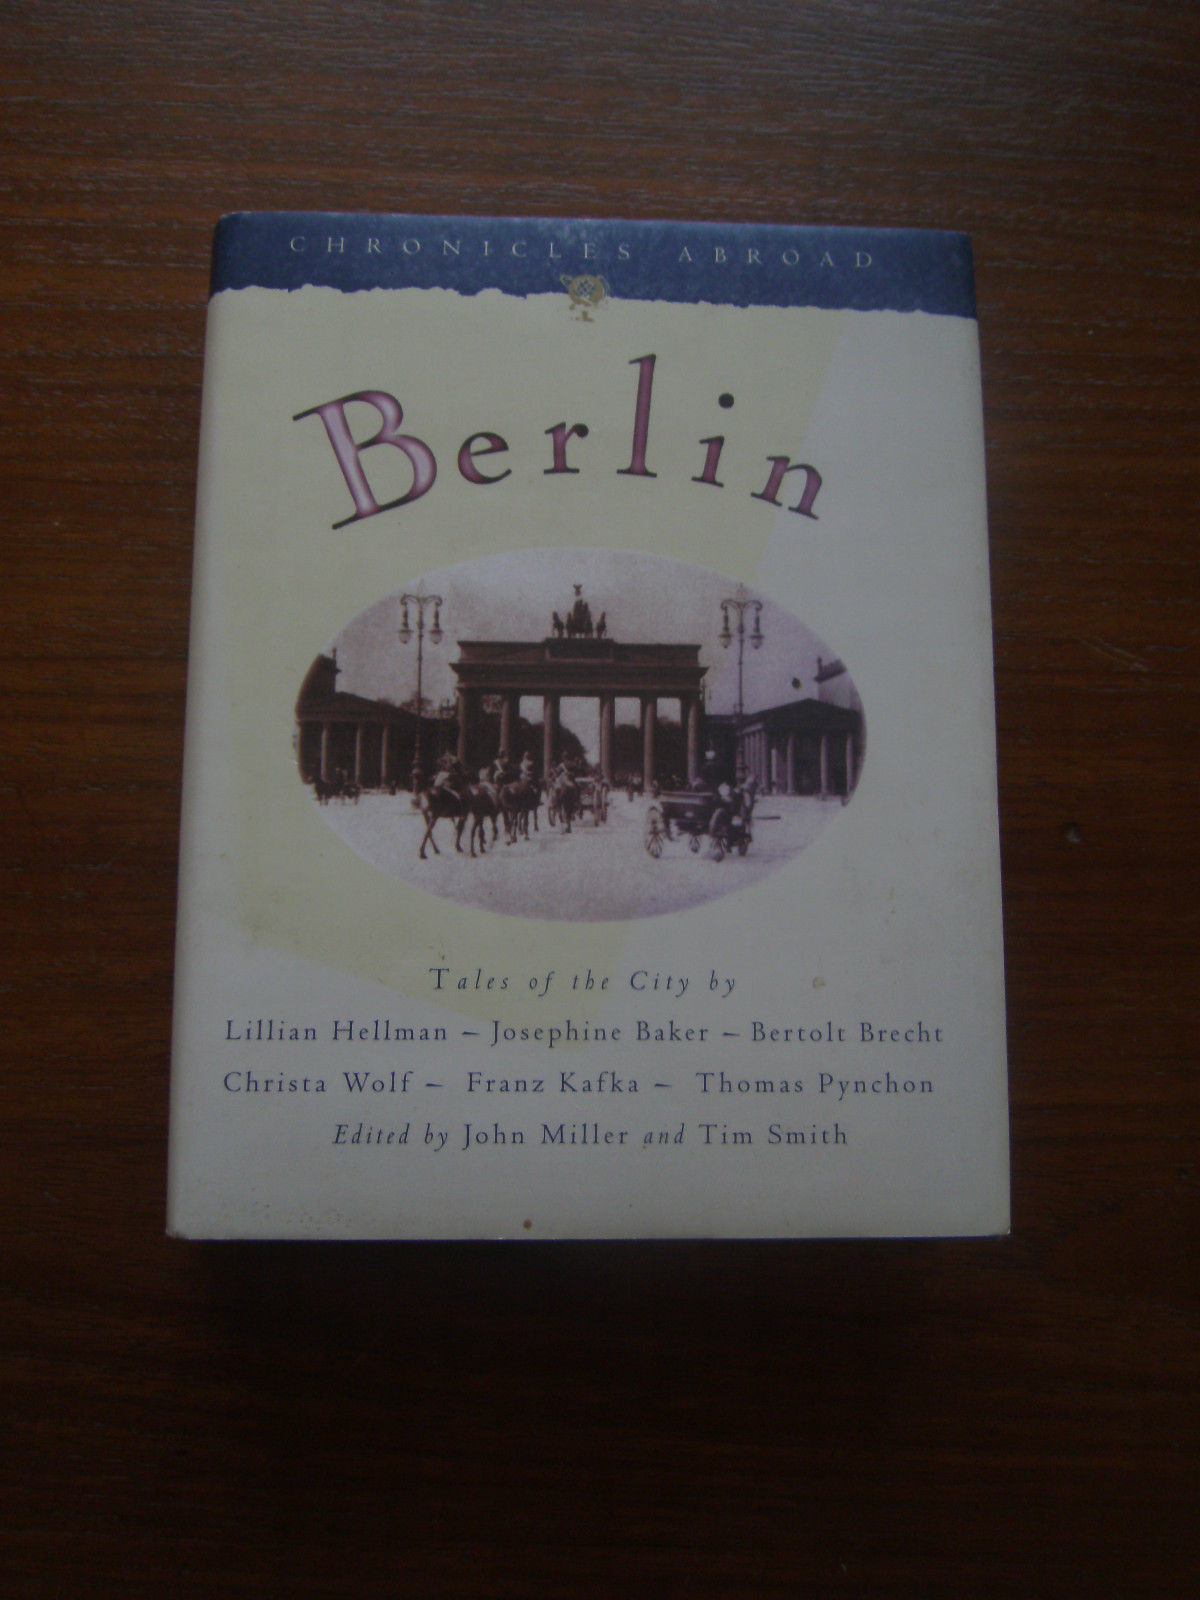 CHRONICLES ABROAD
Berlin
Tales of the City by
Lillian Hellman – Josephine Baker – Bertolt Brecht
Christa Wolf – Franz Kafka – Thomas Pynchon
Edited by John Miller and Tim Smith